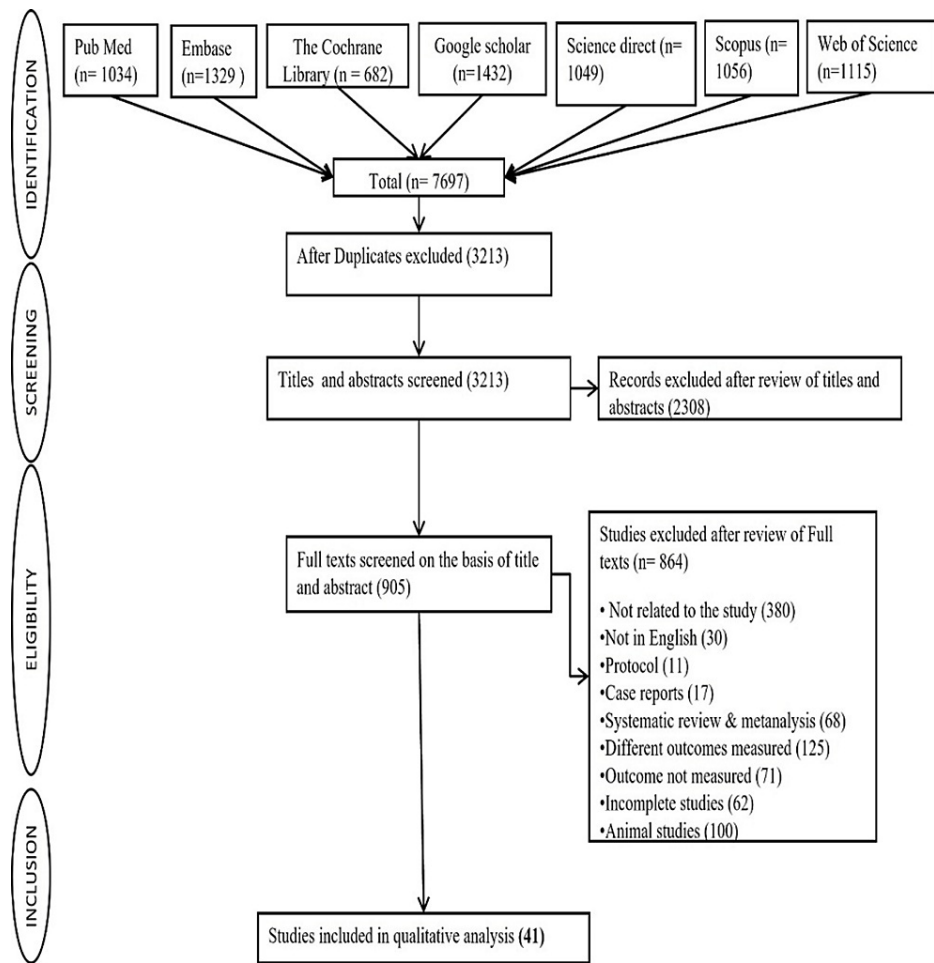 Pub Med
(n= 1034)
Embase
(n=1329 )
The Cochrane
Library (n = 682)
Google scholar
(n=1432)
Science direct (n=
1049)
Scopus (n=
1056)
Web of Science
(n=1115)
IDENTIFICATION
Total (n= 7697)
After Duplicates excluded (3213)
SCREENING
Titles and abstracts screened (3213)
Records excluded after review of titles and
abstracts (2308)
ELIGIBILITY
Full texts screened on the basis of title
and abstract (905)
Studies excluded after review of Full
texts (n= 864)
• Not related to the study (380)
•Not in English (30)
•Protocol (11)
•Case reports (17)
•Systematic review & metanalysis (68)
•Different outcomes measured (125)
•Outcome not measured (71)
•Incomplete studies (62)
•Animal studies (100)
INCLUSION
Studies included in qualitative analysis (41)